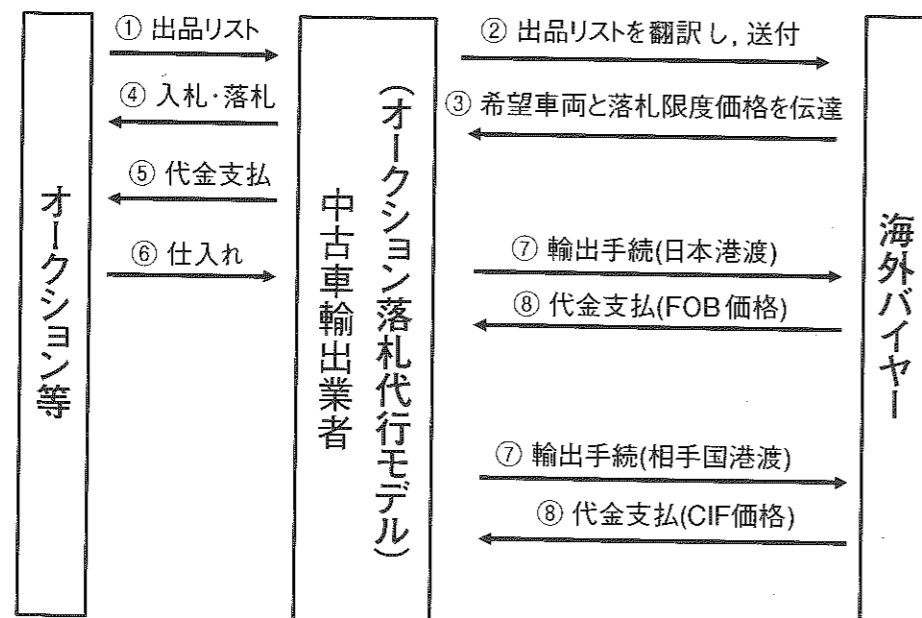 ① 出品リスト
② 出品リストを翻訳し,送付
④ 入札・落札
③ 希望車両と落札限度価格を伝達
⑤ 代金支払
⑥ 仕入れ
⑦ 輸出手続(日本港渡)
⑧ 代金支払(FOB価格)
⑦ 輸出手続(相手国港渡)
⑧ 代金支払(CIF価格)
オークション等
(オークション落札代行モデル)
中古車輸出業者
海外バイヤー